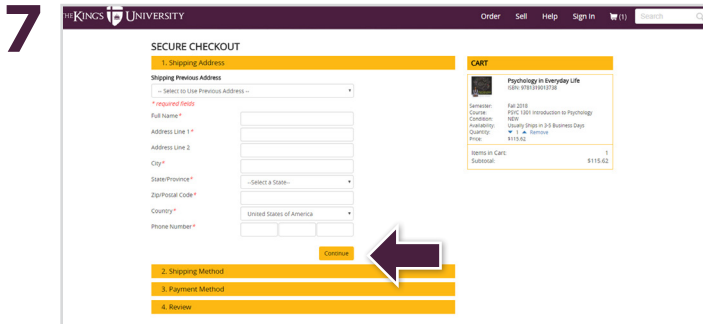 7
THE KING'S UNIVERSITY
Order Sell Help Sign In (1) Search
SECURE CHECKOUT
1. Shipping Address
Shipping Previous Address
-- Select to Use Previous Address --
* required fields
Full Name*
Address Line 1*
Address Line 2
City*
State/Province*
--Select a State--
Zip/Postal Code*
Country*
United States of America
Phone Number*
Continue
2. Shipping Method
3. Payment Method
4. Review
CART
Psychology in Everyday Life
ISBN: 9781319013738
Semester: Fall 2018
Course: PSYC 1301 Introduction to Psychology
Condition: NEW
Availability: Usually Ships in 3-5 Business Days
Quantity: 1 Remove
Price: $115.62
Items in Cart: 1
Subtotal: $115.62